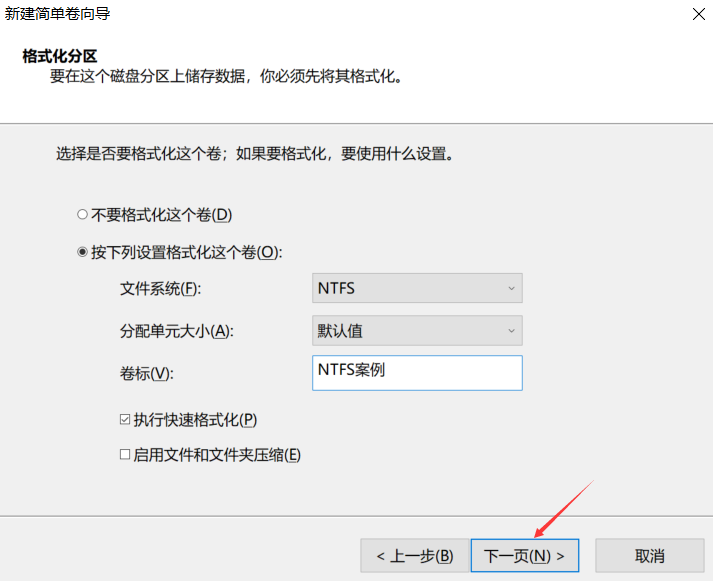 新建简单卷向导
格式化分区
要在这个磁盘分区上储存数据，你必须先将其格式化。
选择是否要格式化这个卷；如果要格式化，要使用什么设置。
不要格式化这个卷(D)
按下列设置格式化这个卷(O):
文件系统(F): NTFS
分配单元大小(A): 默认值
卷标(V): NTFS案例
执行快速格式化(P)
启用文件和文件夹压缩(E)
< 上一步(B) 下一页(N) > 取消